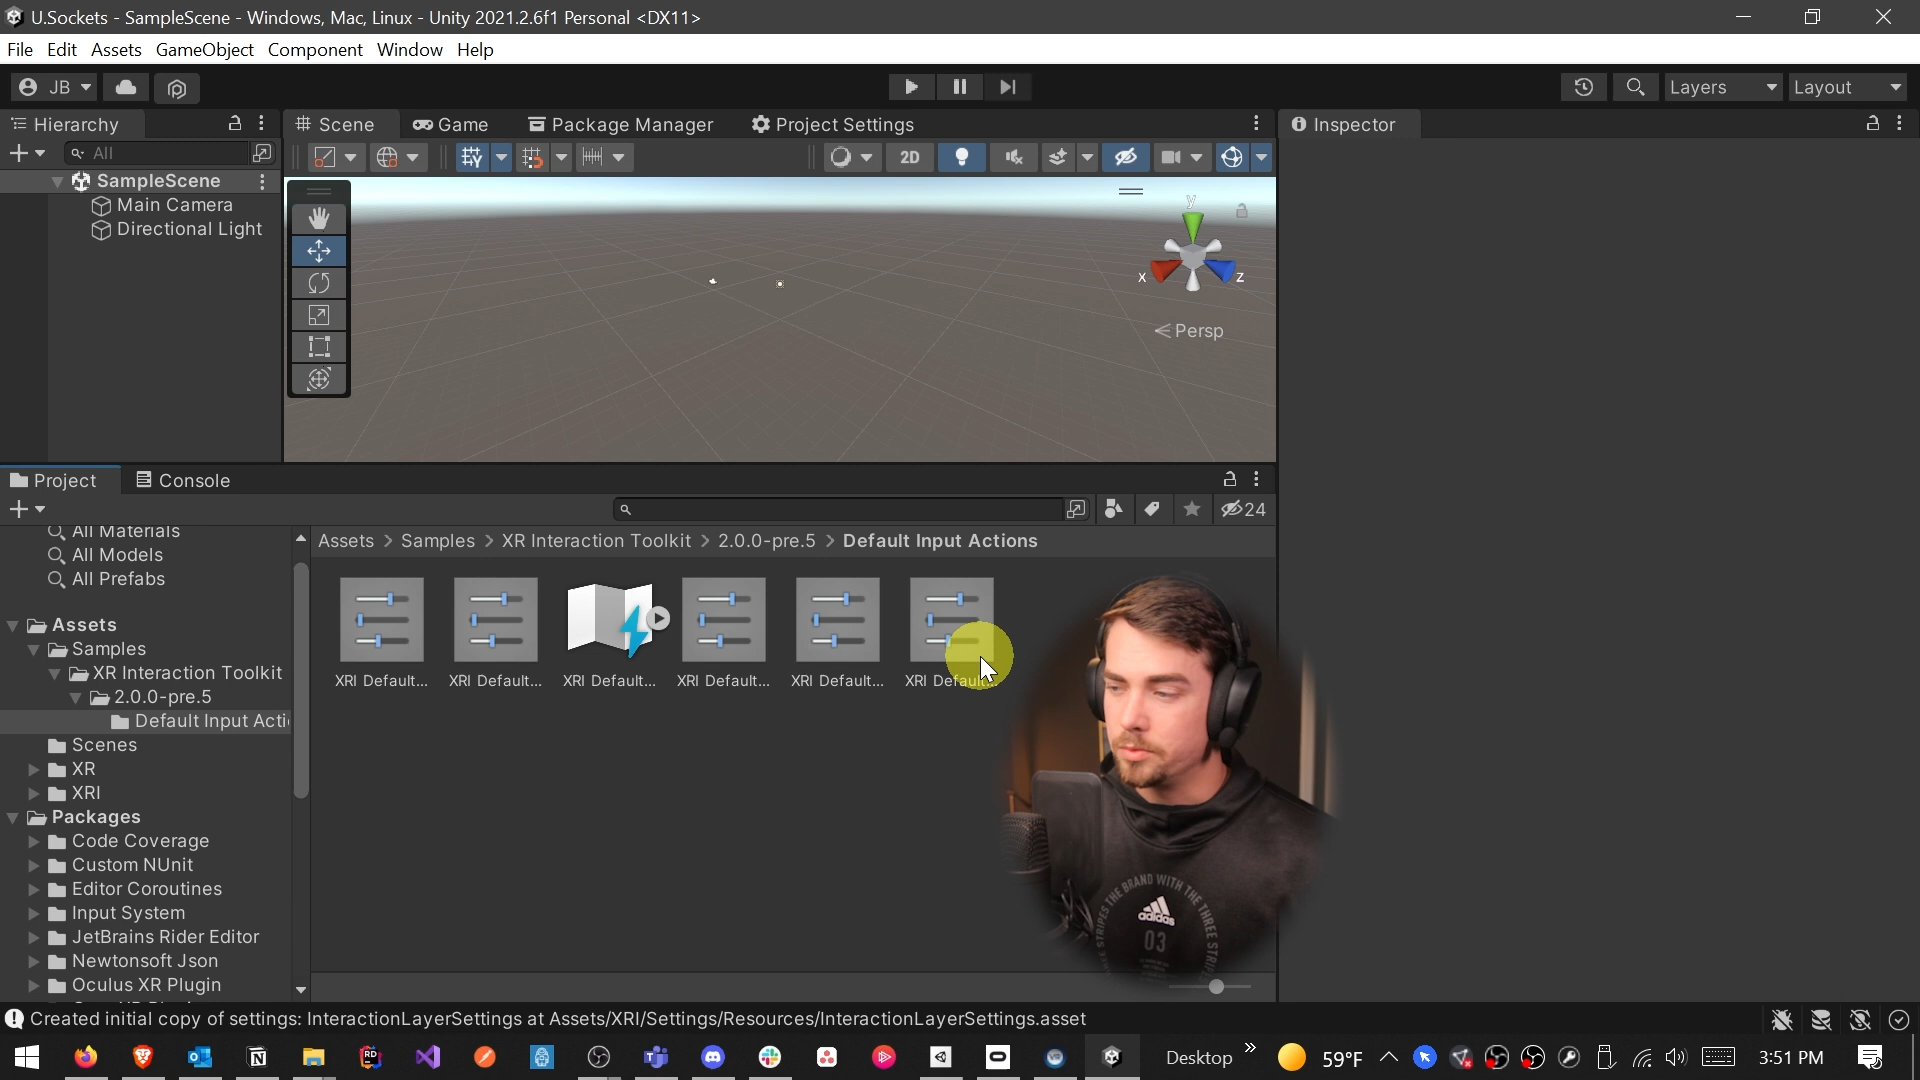 U.Sockets - SampleScene - Windows, Mac, Linux - Unity 2021.2.6f1 Personal <DX11>
File Edit Assets GameObject Component Window Help
JB Layers Layout
Hierarchy Scene Game Package Manager Project Settings Inspector
All 2D
SampleScene
Main Camera
Directional Light
y
x z
Persp
Project Console
24
All Materials
All Models
All Prefabs
Assets > Samples > XR Interaction Toolkit > 2.0.0-pre.5 > Default Input Actions
Assets
Samples
XR Interaction Toolkit
2.0.0-pre.5
Default Input Acti
Scenes
XR
XRI
Packages
Code Coverage
Custom NUnit
Editor Coroutines
Input System
JetBrains Rider Editor
Newtonsoft Json
Oculus XR Plugin
XRI Default... XRI Default... XRI Default... XRI Default... XRI Default... XRI Default...
THE BRAND WITH THE THREE STRIPES
adidas
03
Created initial copy of settings: InteractionLayerSettings at Assets/XRI/Settings/Resources/InteractionLayerSettings.asset
Desktop 59°F 3:51 PM